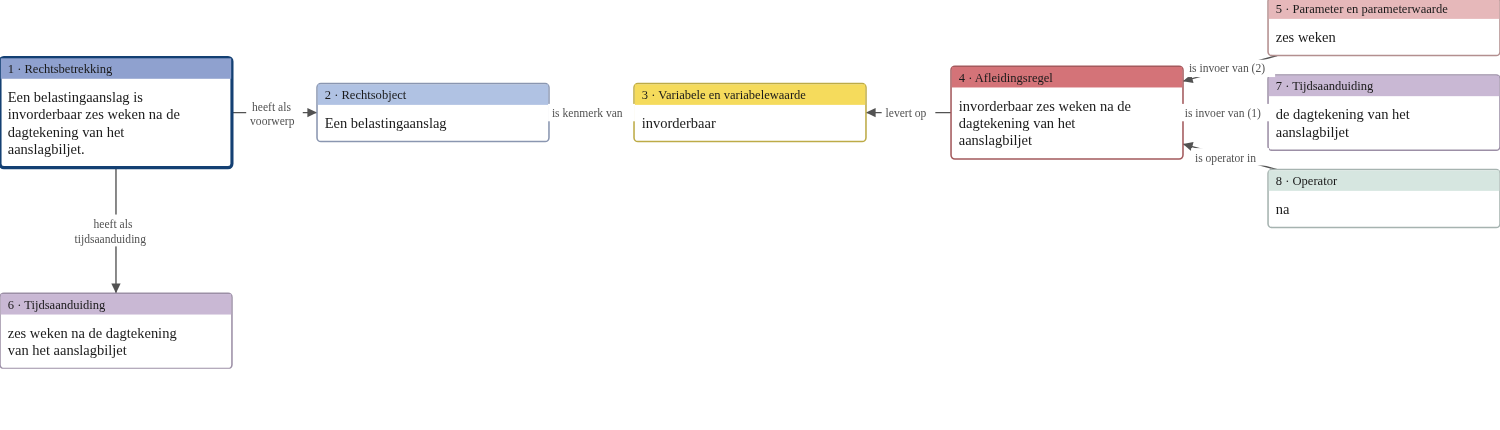 1 · Rechtsbetrekking
Een belastingaanslag is
invorderbaar zes weken na de
dagtekening van het
aanslagbiljet.
heeft als
voorwerp
2 · Rechtsobject
Een belastingaanslag
is kenmerk van
3 · Variabele en variabelewaarde
invorderbaar
levert op
4 · Afleidingsregel
invorderbaar zes weken na de
dagtekening van het
aanslagbiljet
is invoer van (2)
is invoer van (1)
is operator in
5 · Parameter en parameterwaarde
zes weken
7 · Tijdsaanduiding
de dagtekening van het
aanslagbiljet
8 · Operator
na
heeft als
tijdsaanduiding
6 · Tijdsaanduiding
zes weken na de dagtekening
van het aanslagbiljet